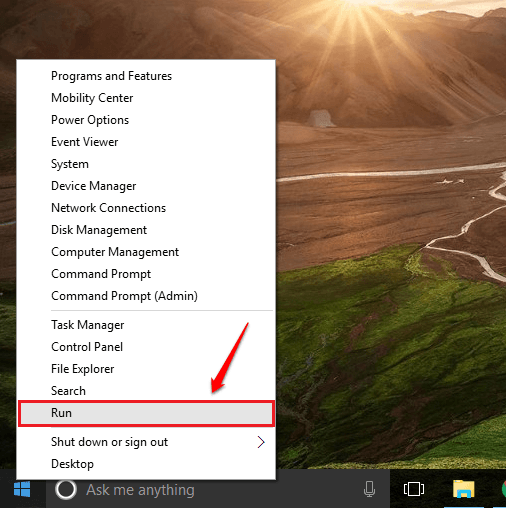 Programs and Features
Mobility Center
Power Options
Event Viewer
System
Device Manager
Network Connections
Disk Management
Computer Management
Command Prompt
Command Prompt (Admin)
Task Manager
Control Panel
File Explorer
Search
Run
Shut down or sign out
Desktop
Ask me anything